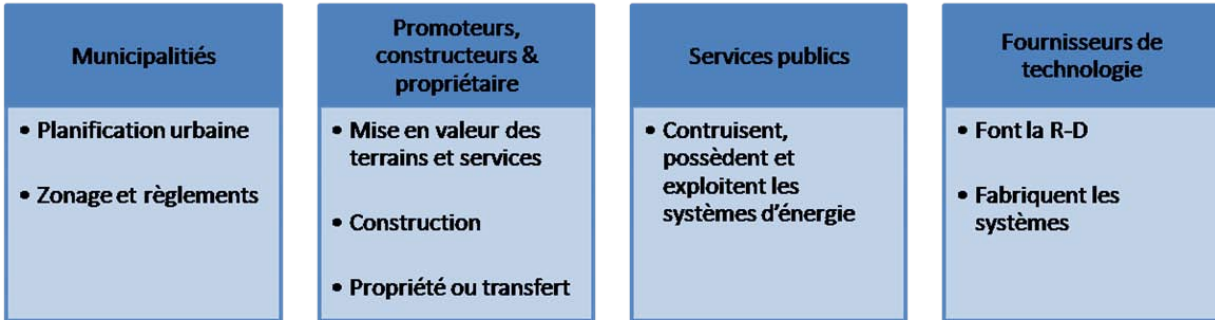 Municipalitiés
• Planification urbaine
• Zonage et règlements
Promoteurs,
constructeurs &
propriétaire
• Mise en valeur des
terrains et services
• Construction
• Propriété ou transfert
Services publics
• Contruisent,
possèdent et
exploitent les
systèmes d'énergie
Fournisseurs de
technologie
• Font la R-D
• Fabriquent les
systèmes